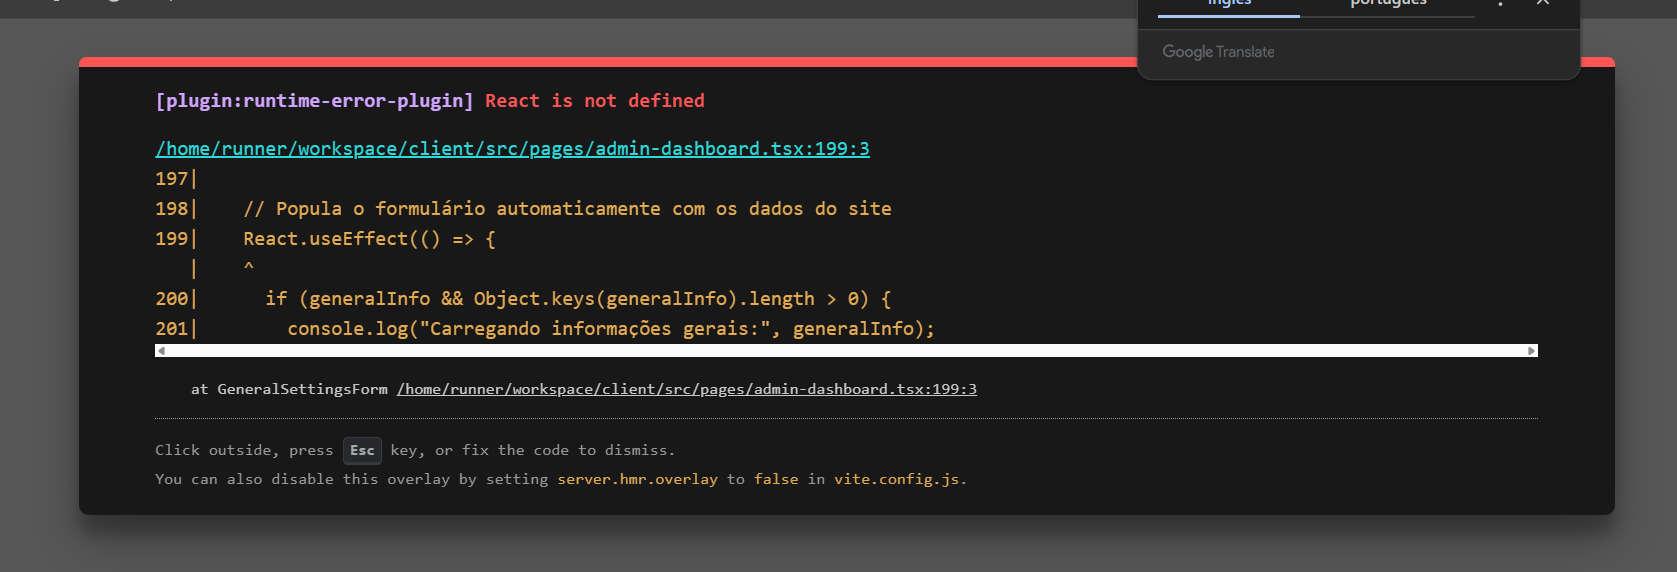 inglês português
Google Translate
[plugin:runtime-error-plugin] React is not defined
/home/runner/workspace/client/src/pages/admin-dashboard.tsx:199:3
197|
198|    // Popula o formulário automaticamente com os dados do site
199|    React.useEffect(() => {
   |    ^
200|      if (generalInfo && Object.keys(generalInfo).length > 0) {
201|        console.log("Carregando informações gerais:", generalInfo);
at GeneralSettingsForm /home/runner/workspace/client/src/pages/admin-dashboard.tsx:199:3
Click outside, press Esc key, or fix the code to dismiss.
You can also disable this overlay by setting server.hmr.overlay to false in vite.config.js.